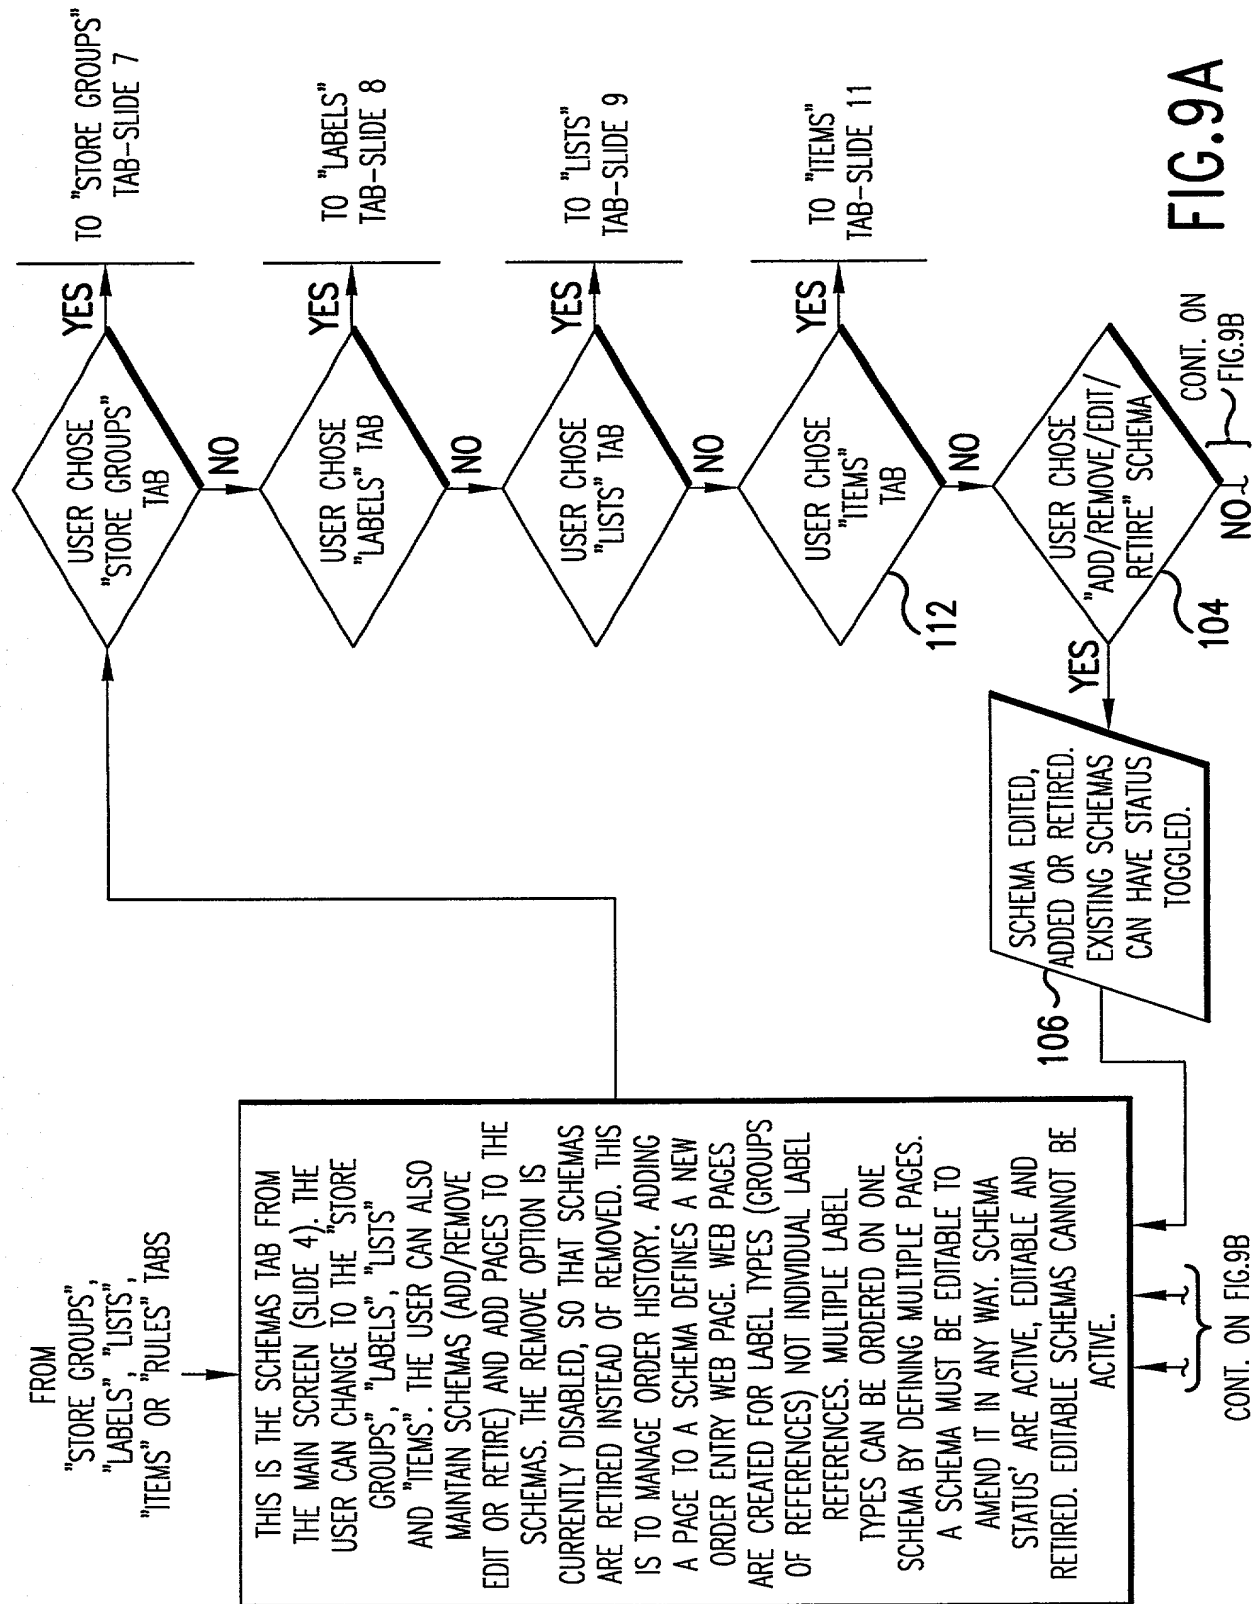 FROM
"STORE GROUPS",
"LABELS", "LISTS",
"ITEMS" OR "RULES" TABS
THIS IS THE SCHEMAS TAB FROM
THE MAIN SCREEN (SLIDE 4). THE
USER CAN CHANGE TO THE "STORE
GROUPS", "LABELS", "LISTS"
AND "ITEMS". THE USER CAN ALSO
MAINTAIN SCHEMAS (ADD/REMOVE
EDIT OR RETIRE) AND ADD PAGES TO THE
SCHEMAS. THE REMOVE OPTION IS
CURRENTLY DISABLED, SO THAT SCHEMAS
ARE RETIRED INSTEAD OF REMOVED. THIS
IS TO MANAGE ORDER HISTORY. ADDING
A PAGE TO A SCHEMA DEFINES A NEW
ORDER ENTRY WEB PAGE. WEB PAGES
ARE CREATED FOR LABEL TYPES (GROUPS
OF REFERENCES) NOT INDIVIDUAL LABEL
REFERENCES. MULTIPLE LABEL
TYPES CAN BE ORDERED ON ONE
SCHEMA BY DEFINING MULTIPLE PAGES.
A SCHEMA MUST BE EDITABLE TO
AMEND IT IN ANY WAY. SCHEMA
STATUS' ARE ACTIVE, EDITABLE AND
RETIRED. EDITABLE SCHEMAS CANNOT BE
ACTIVE.
CONT. ON FIG.9B
USER CHOSE
"STORE GROUPS"
TAB
YES
TO "STORE GROUPS"
TAB-SLIDE 7
NO
USER CHOSE
"LABELS" TAB
YES
TO "LABELS"
TAB-SLIDE 8
NO
USER CHOSE
"LISTS" TAB
YES
TO "LISTS"
TAB-SLIDE 9
NO
USER CHOSE
"ITEMS"
TAB
112
YES
TO "ITEMS"
TAB-SLIDE 11
NO
USER CHOSE
"ADD/REMOVE/EDIT/
RETIRE" SCHEMA
104
YES
NO
CONT. ON
FIG.9B
SCHEMA EDITED,
ADDED OR RETIRED.
EXISTING SCHEMAS
CAN HAVE STATUS
TOGGLED.
106
FIG.9A